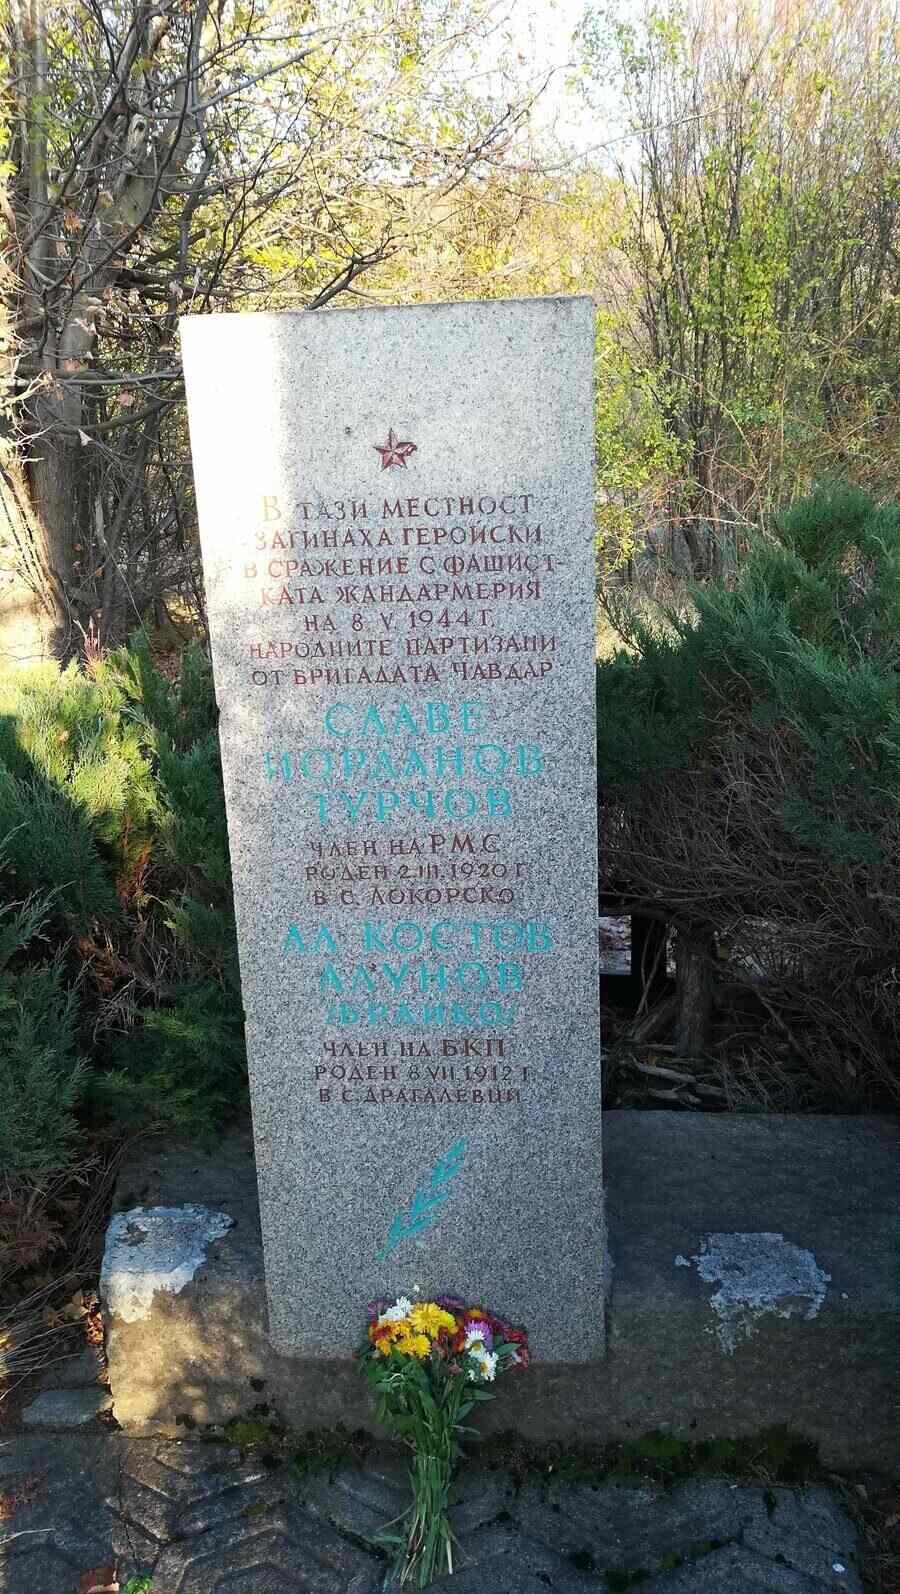 В ТАЗИ МЕСТНОСТ
ЗАГИНАХА ГЕРОЙСКИ
В СРАЖЕНИЕ С ФАШИСТ-
КАТА ЖАНДАРМЕРИЯ
НА 8. V. 1944 Г.
НАРОДНИТЕ ПАРТИЗАНИ
ОТ БРИГАДАТА ЧАВДАР
СЛАВЕ
ЙОРДАНОВ
ТУРЧОВ
ЧЛЕН НА РМС
РОДЕН 2.III.1920 Г.
В С. ЛОКОРСКО
АЛ. КОСТОВ
АЛУНОВ
/БРАЙКО/
ЧЛЕН НА БКП
РОДЕН 8 VII.1912 Г.
В С. ДРАГАЛЕВЦИ